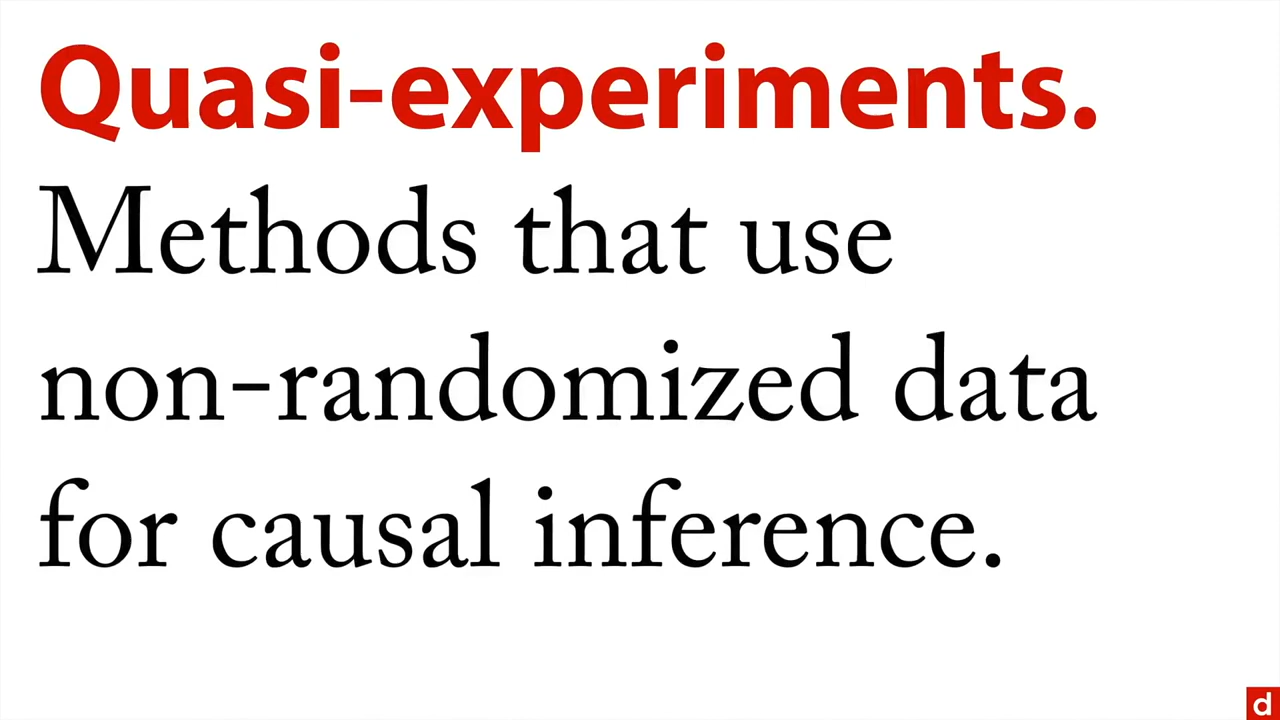 Quasi-experiments.
Methods that use
non-randomized data
for causal inference.
d